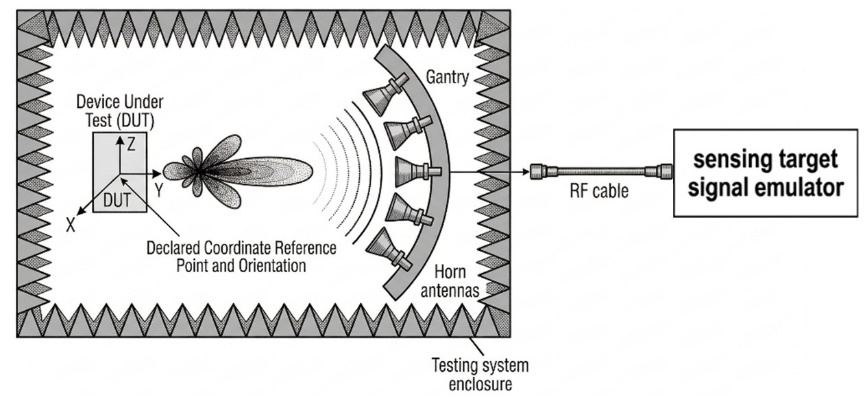 Device Under
Test (DUT)
Z
Y
X
DUT
Declared Coordinate Reference
Point and Orientation
Gantry
Horn
antennas
RF cable
sensing target
signal emulator
Testing system
enclosure